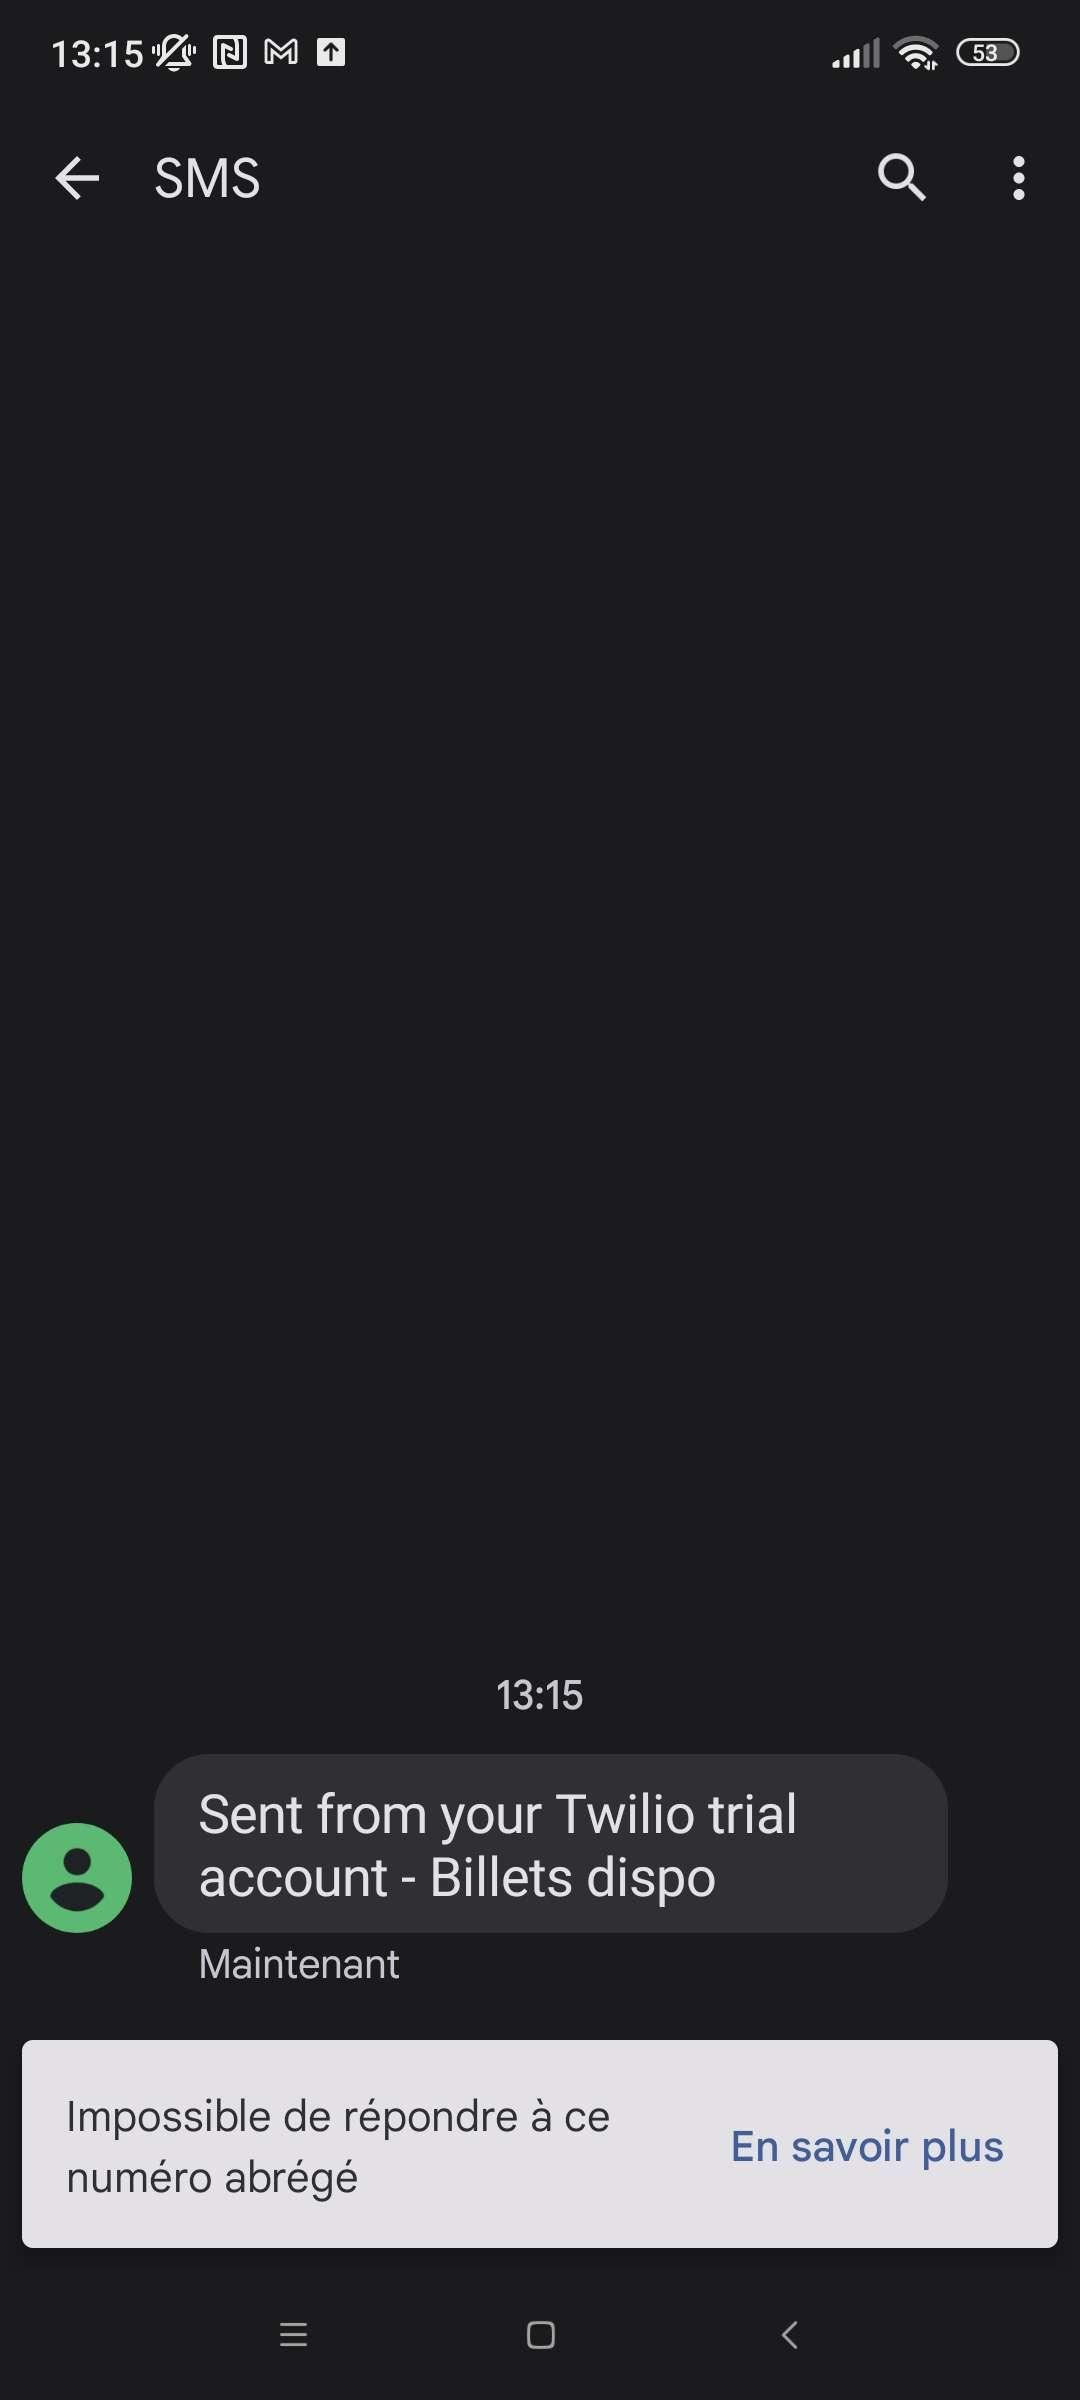 13:15
53
SMS
13:15
Sent from your Twilio trial
account - Billets dispo
Maintenant
Impossible de répondre à ce
numéro abrégé
En savoir plus